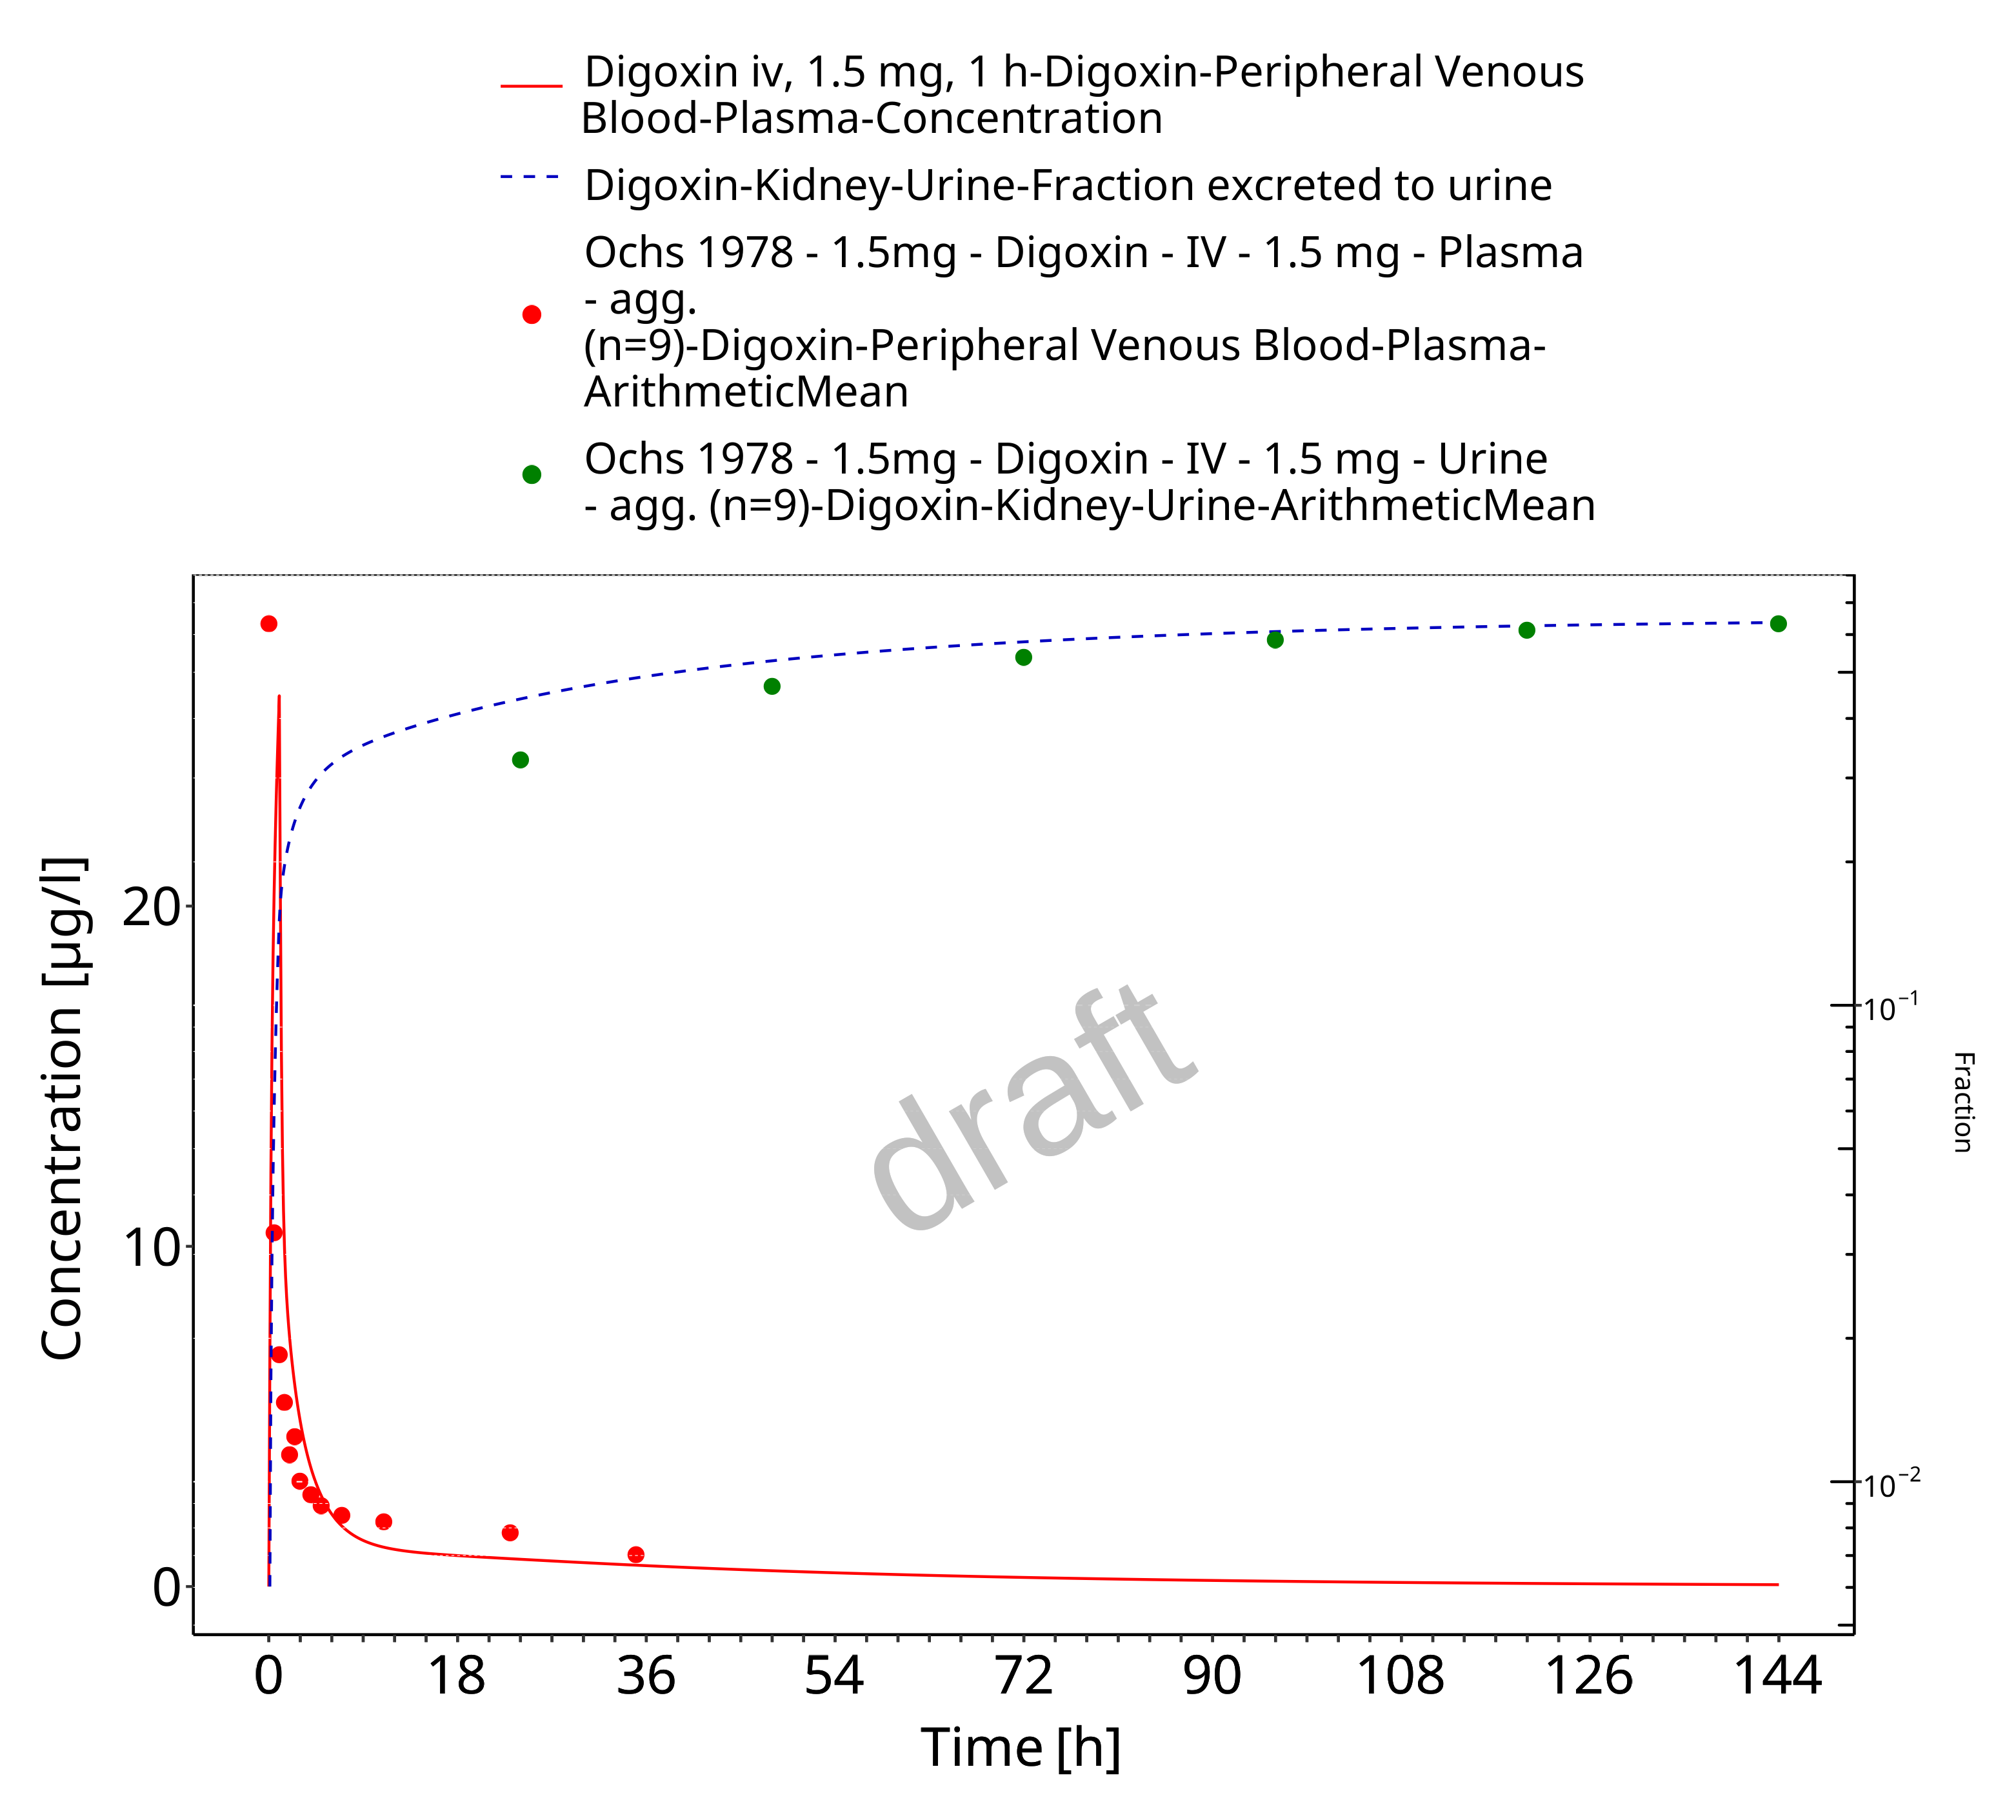 Digoxin iv, 1.5 mg, 1 h-Digoxin-Peripheral Venous
Blood-Plasma-Concentration
Digoxin-Kidney-Urine-Fraction excreted to urine
Ochs 1978 - 1.5mg - Digoxin - IV - 1.5 mg - Plasma
- agg.
(n=9)-Digoxin-Peripheral Venous Blood-Plasma-
ArithmeticMean
Ochs 1978 - 1.5mg - Digoxin - IV - 1.5 mg - Urine
- agg. (n=9)-Digoxin-Kidney-Urine-ArithmeticMean
Concentration [µg/l]
20
10
0
draft
10⁻¹
10⁻²
Fraction
0 18 36 54 72 90 108 126 144
Time [h]